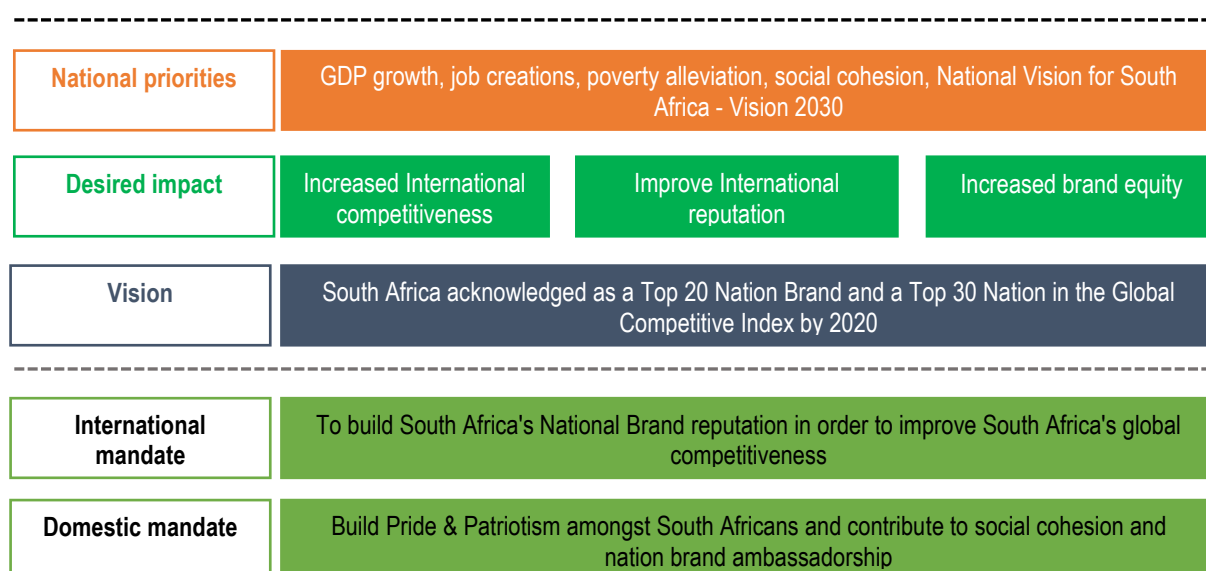 National priorities
GDP growth, job creations, poverty alleviation, social cohesion, National Vision for South
Africa - Vision 2030
Desired impact
Increased International
competitiveness
Improve International
reputation
Increased brand equity
Vision
South Africa acknowledged as a Top 20 Nation Brand and a Top 30 Nation in the Global
Competitive Index by 2020
International
mandate
To build South Africa's National Brand reputation in order to improve South Africa's global
competitiveness
Domestic mandate
Build Pride & Patriotism amongst South Africans and contribute to social cohesion and
nation brand ambassadorship